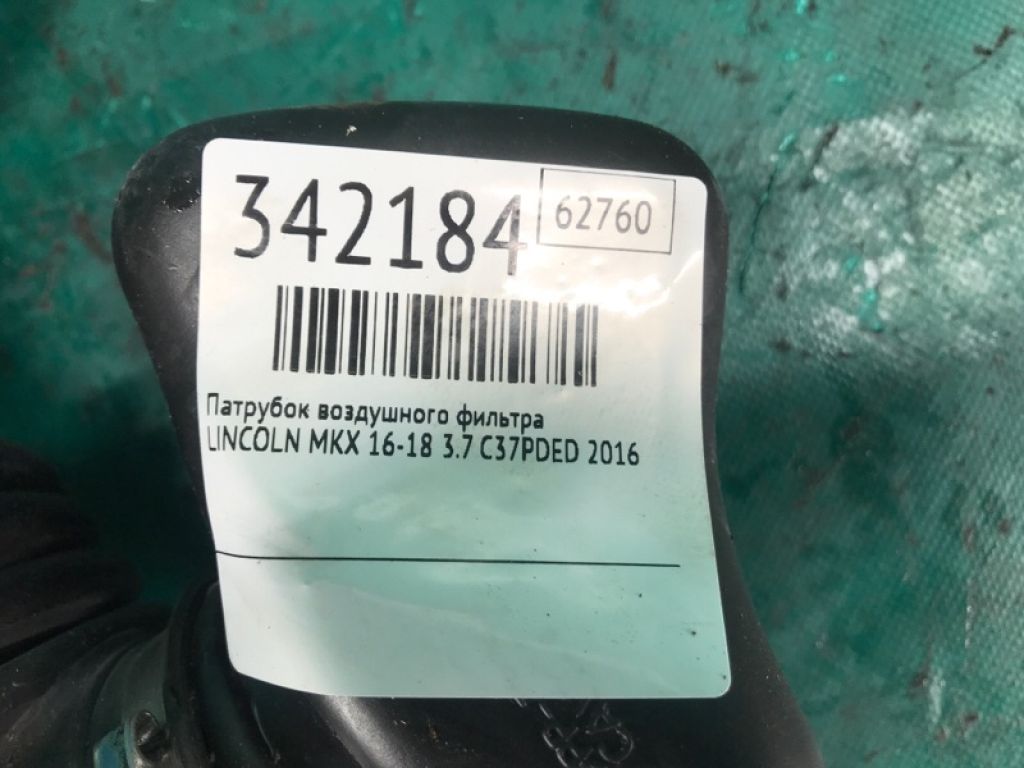 342184
62760
Патрубок воздушного фильтра
LINCOLN MKX 16-18 3.7 C37PDED 2016